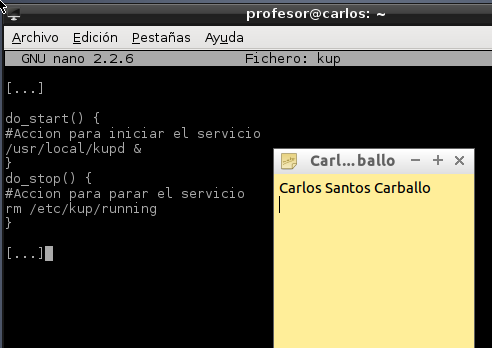 profesor@carlos: ~
Archivo Edición Pestañas Ayuda
GNU nano 2.2.6 Fichero: kup
[...]
do_start() {
#Accion para iniciar el servicio
/usr/local/kupd &
}
do_stop() {
#Accion para parar el servicio
rm /etc/kup/running
}
[...]
Carl...ballo
Carlos Santos Carballo